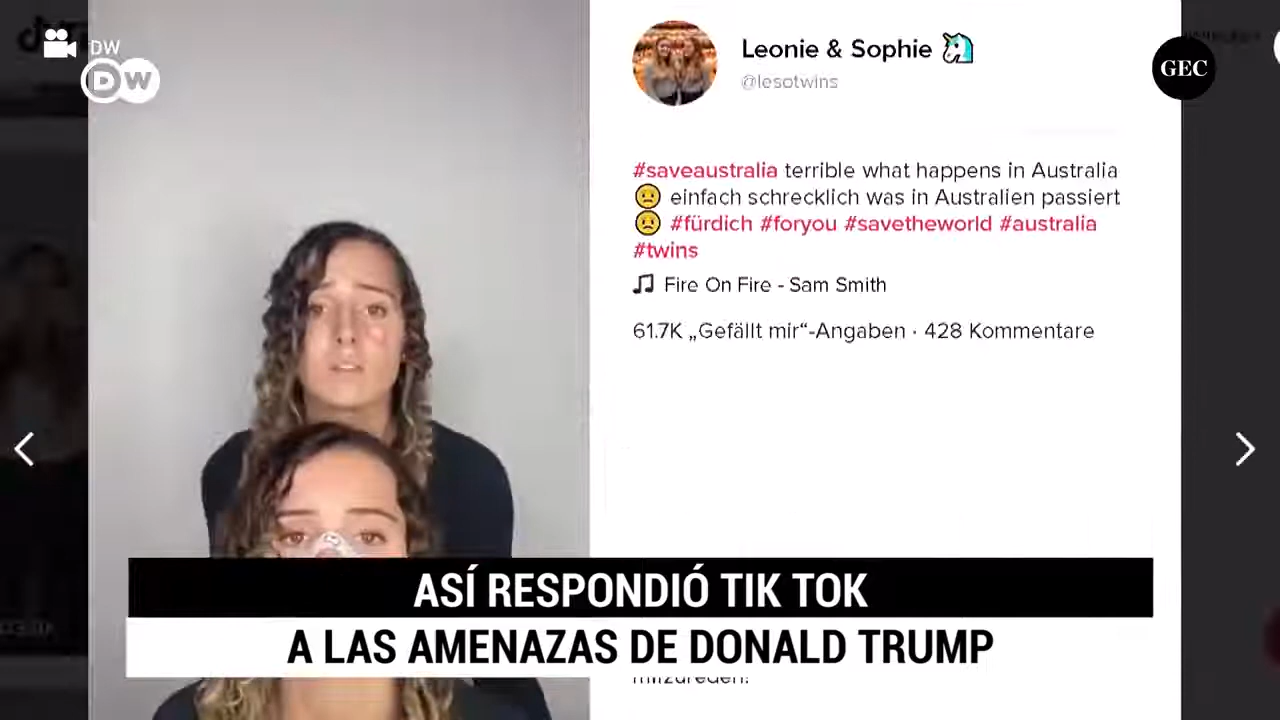 DW
DW
Leonie & Sophie
@lesotwins
GEC
#saveaustralia terrible what happens in Australia
einfach schrecklich was in Australien passiert
#fürdich #foryou #savetheworld #australia
#twins
Fire On Fire - Sam Smith
61.7K „Gefällt mir“-Angaben · 428 Kommentare
ASÍ RESPONDIÓ TIK TOK
A LAS AMENAZAS DE DONALD TRUMP